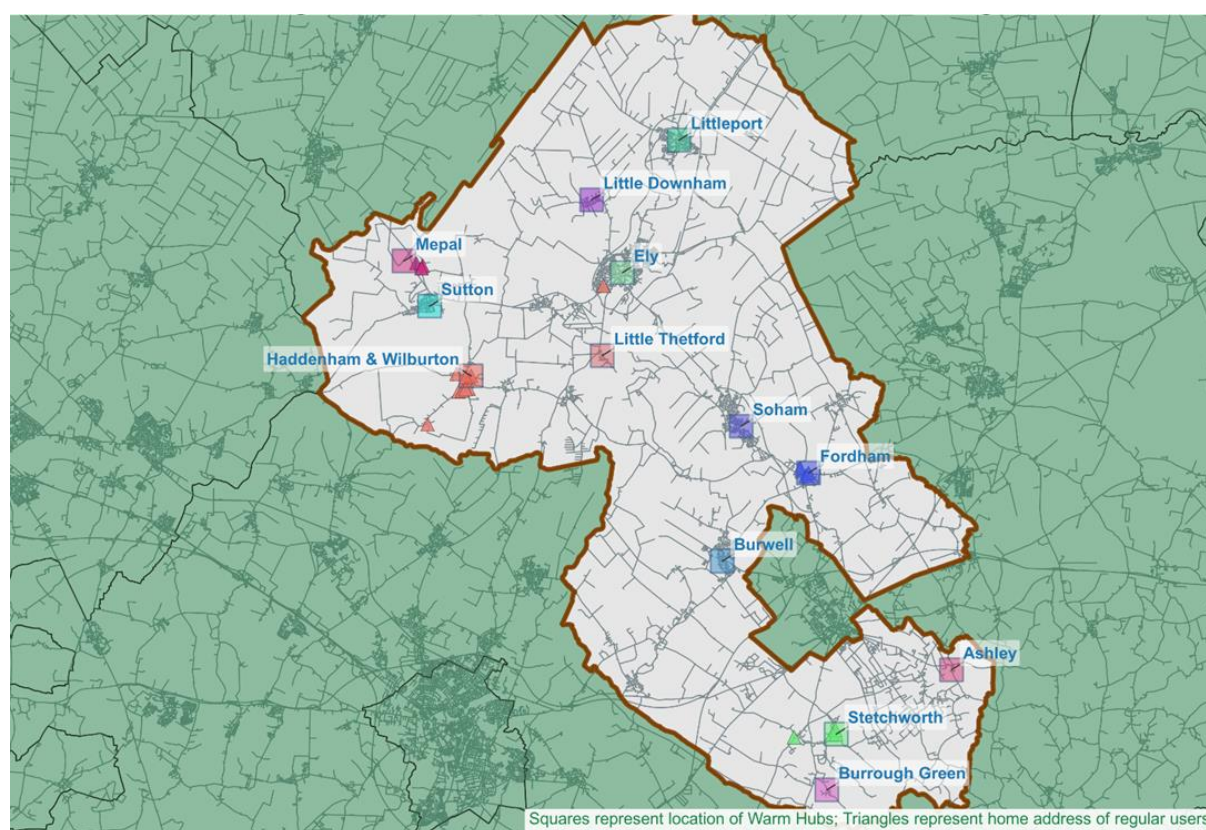 Littleport
Little Downham
Mepal
Ely
Sutton
Little Thetford
Haddenham & Wilburton
Soham
Fordham
Burwell
Ashley
Stetchworth
Burrough Green
Squares represent location of Warm Hubs; Triangles represent home address of regular users